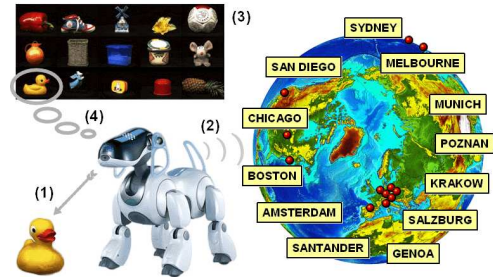 (3)
SYDNEY
MELBOURNE
SAN DIEGO
MUNICH
CHICAGO
(4)
(2)
POZNAN
BOSTON
(1)
KRAKOW
AMSTERDAM
SALZBURG
SANTANDER
GENOA